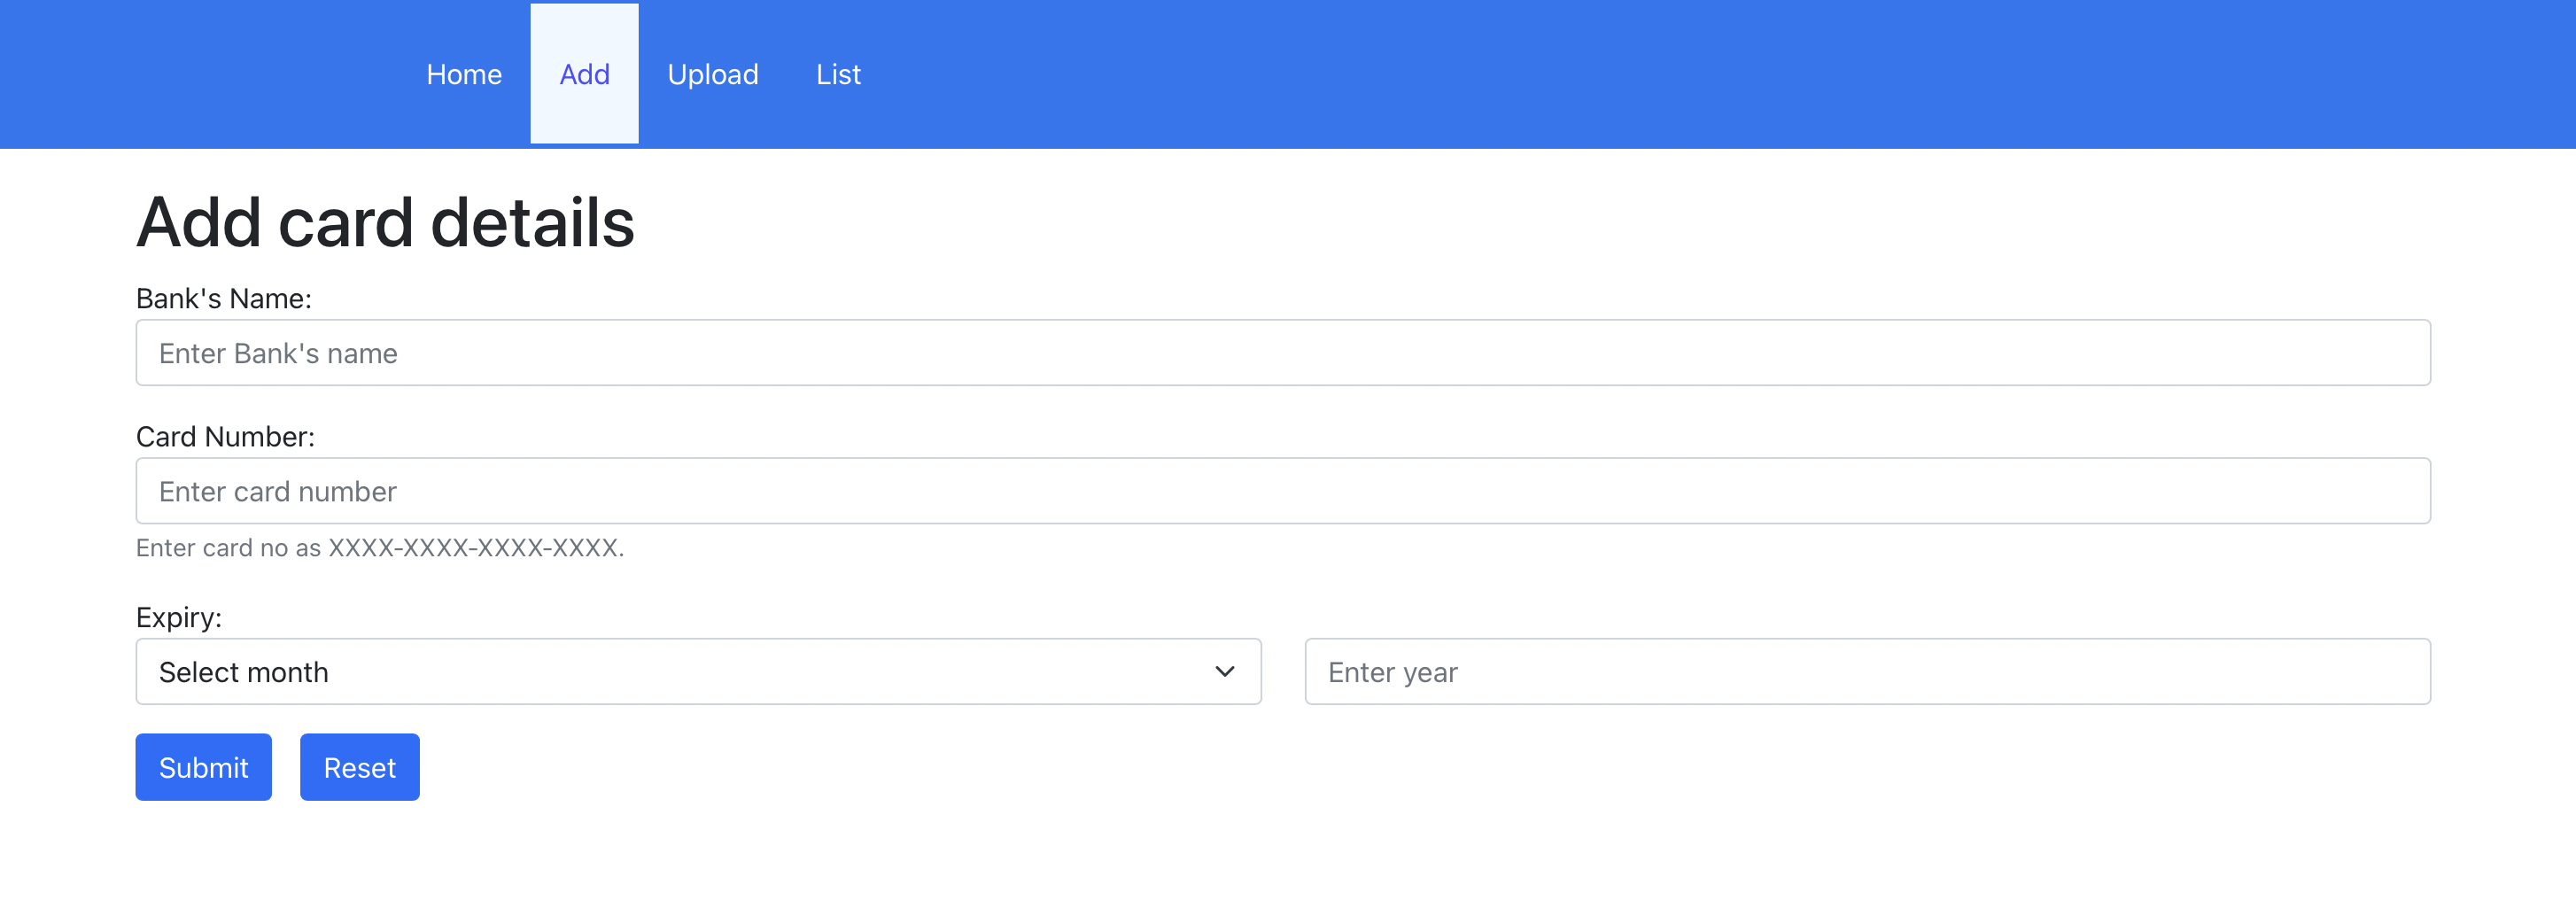 Home Add Upload List
Add card details
Bank's Name:
Enter Bank's name
Card Number:
Enter card number
Enter card no as XXXX-XXXX-XXXX-XXXX.
Expiry:
Select month Enter year
Submit Reset